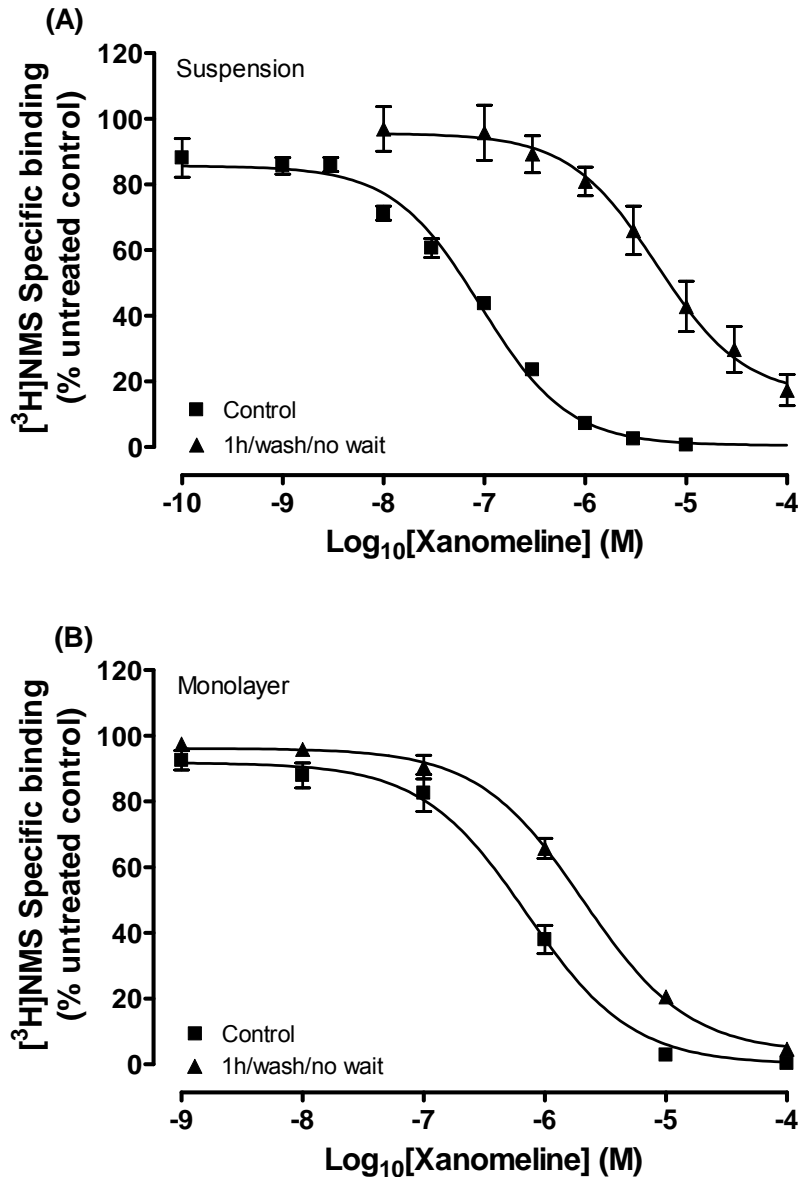 (A)
Suspension
[³H]NMS Specific binding
(% untreated control)
120
100
80
60
40
20
0
Control
1h/wash/no wait
-10 -9 -8 -7 -6 -5 -4
Log₁₀[Xanomeline] (M)
(B)
Monolayer
[³H]NMS Specific binding
(% untreated control)
120
100
80
60
40
20
0
Control
1h/wash/no wait
-9 -8 -7 -6 -5 -4
Log₁₀[Xanomeline] (M)